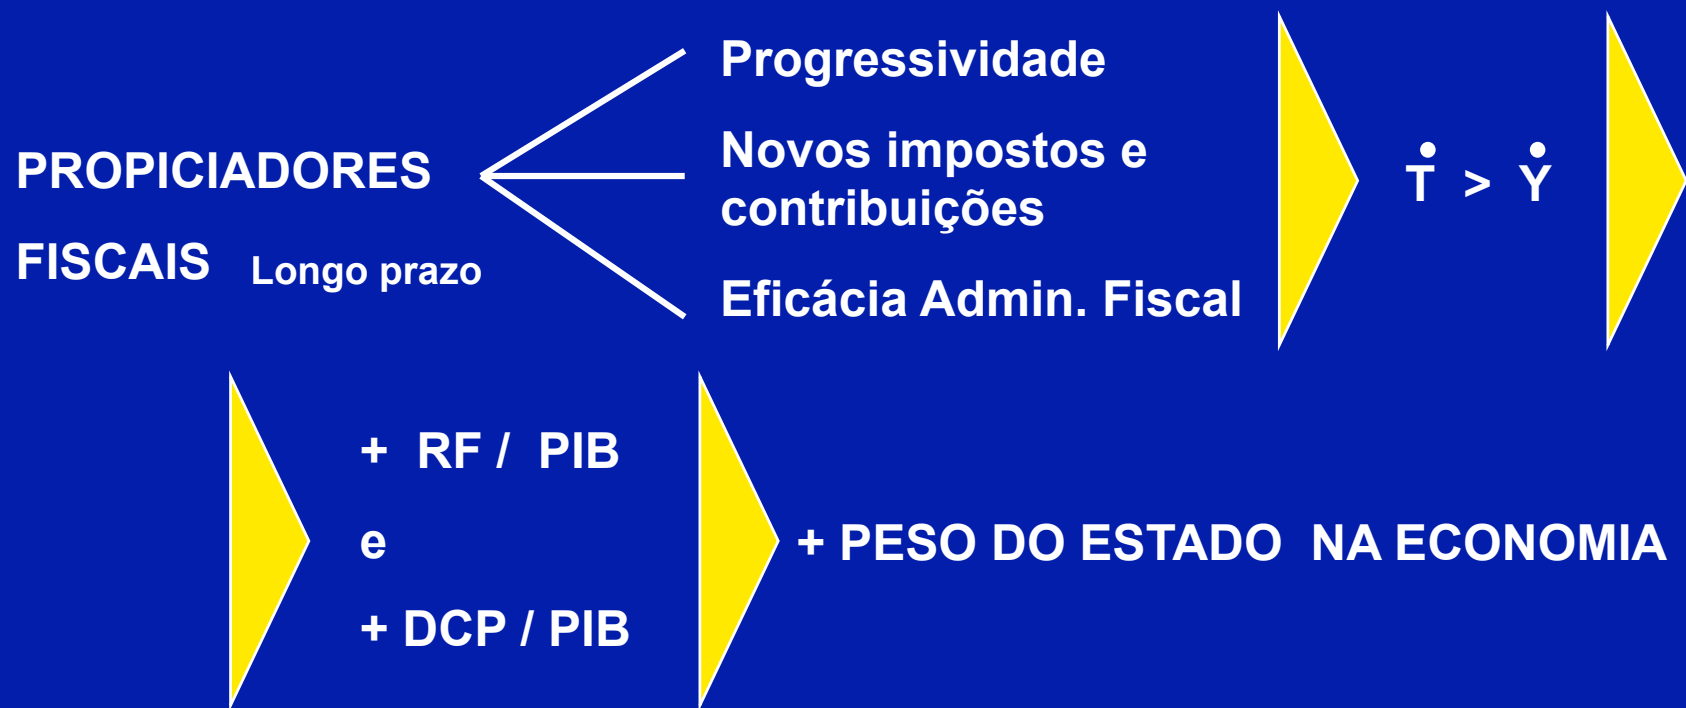 PROPICIADORES
FISCAIS Longo prazo
Progressividade
Novos impostos e
contribuições
Eficácia Admin. Fiscal
Ṫ > Ẏ
+ RF / PIB
e
+ DCP / PIB
+ PESO DO ESTADO NA ECONOMIA